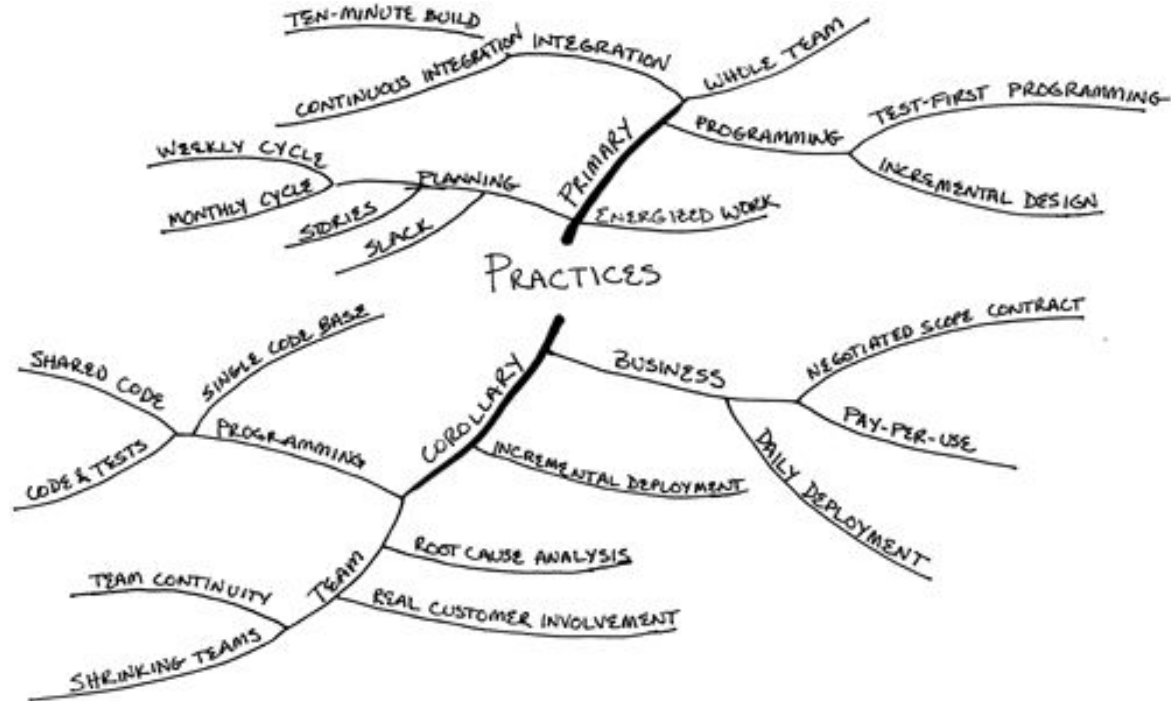 TEN-MINUTE BUILD
CONTINUOUS INTEGRATION
INTEGRATION
WHOLE TEAM
TEST-FIRST PROGRAMMING
PROGRAMMING
INCREMENTAL DESIGN
PRIMARY
WEEKLY CYCLE
MONTHLY CYCLE
PLANNING
STORIES
SLACK
ENERGIZED WORK
PRACTICES
SHARED CODE
SINGLE CODE BASE
CODE & TESTS
PROGRAMMING
COROLLARY
BUSINESS
NEGOTIATED SCOPE CONTRACT
PAY-PER-USE
DAILY DEPLOYMENT
INCREMENTAL DEPLOYMENT
TEAM
ROOT CAUSE ANALYSIS
REAL CUSTOMER INVOLVEMENT
TEAM CONTINUITY
SHRINKING TEAMS